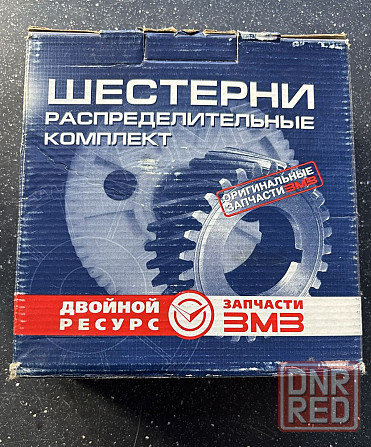 ШЕСТЕРНИ
РАСПРЕДЕЛИТЕЛЬНЫЕ
КОМПЛЕКТ
ОРИГИНАЛЬНЫЕ
ЗАПЧАСТИ ЗМЗ
ДВОЙНОЙ
РЕСУРС
ЗАПЧАСТИ
ЗМЗ
DNR
RED